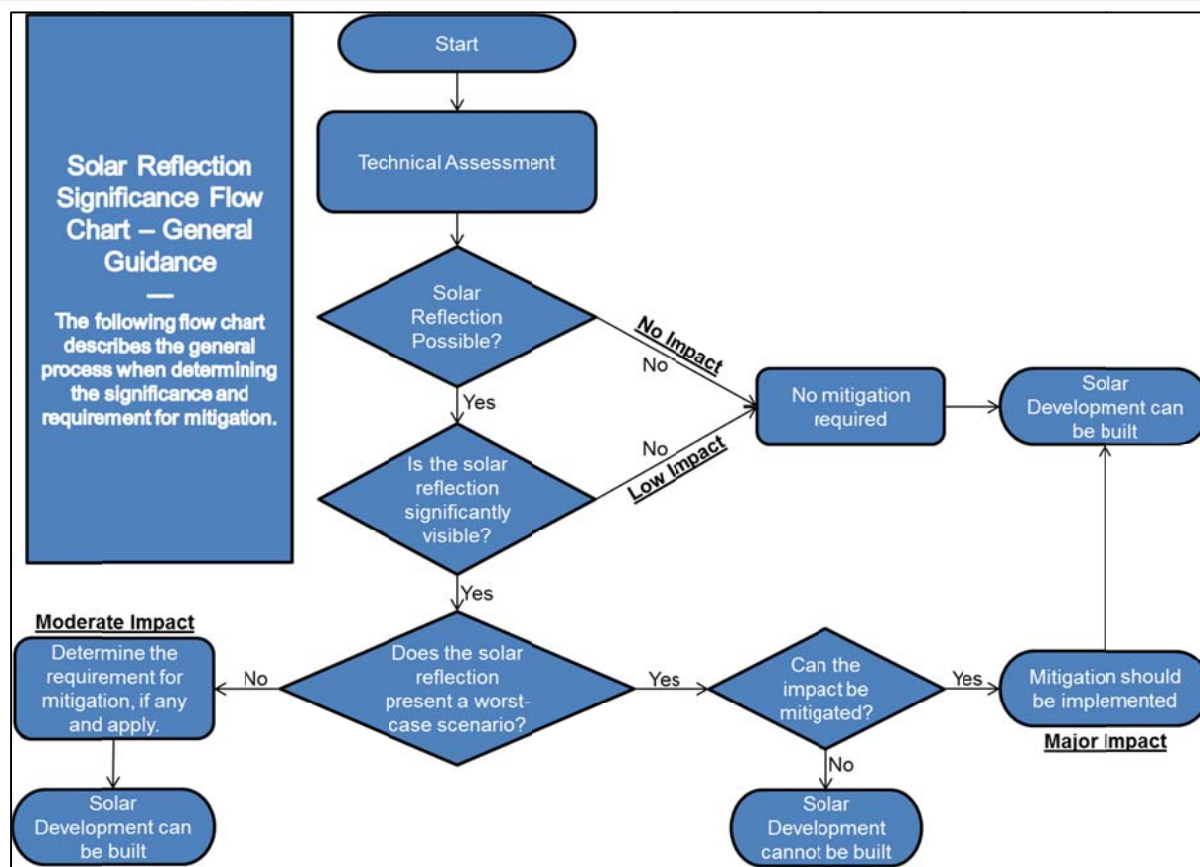 Solar Reflection
Significance Flow
Chart – General
Guidance
—
The following flow chart
describes the general
process when determining
the significance and
requirement for mitigation.
Start
Technical Assessment
Solar
Reflection
Possible?
No Impact
No
Yes
No mitigation
required
Solar
Development can
be built
Is the solar
reflection
significantly
visible?
No
Low Impact
Yes
Moderate Impact
Determine the
requirement for
mitigation, if any
and apply.
No
Does the solar
reflection
present a worst-
case scenario?
Yes
Can the
impact be
mitigated?
Yes
Mitigation should
be implemented
Major Impact
No
Solar
Development can
be built
Solar
Development
cannot be built